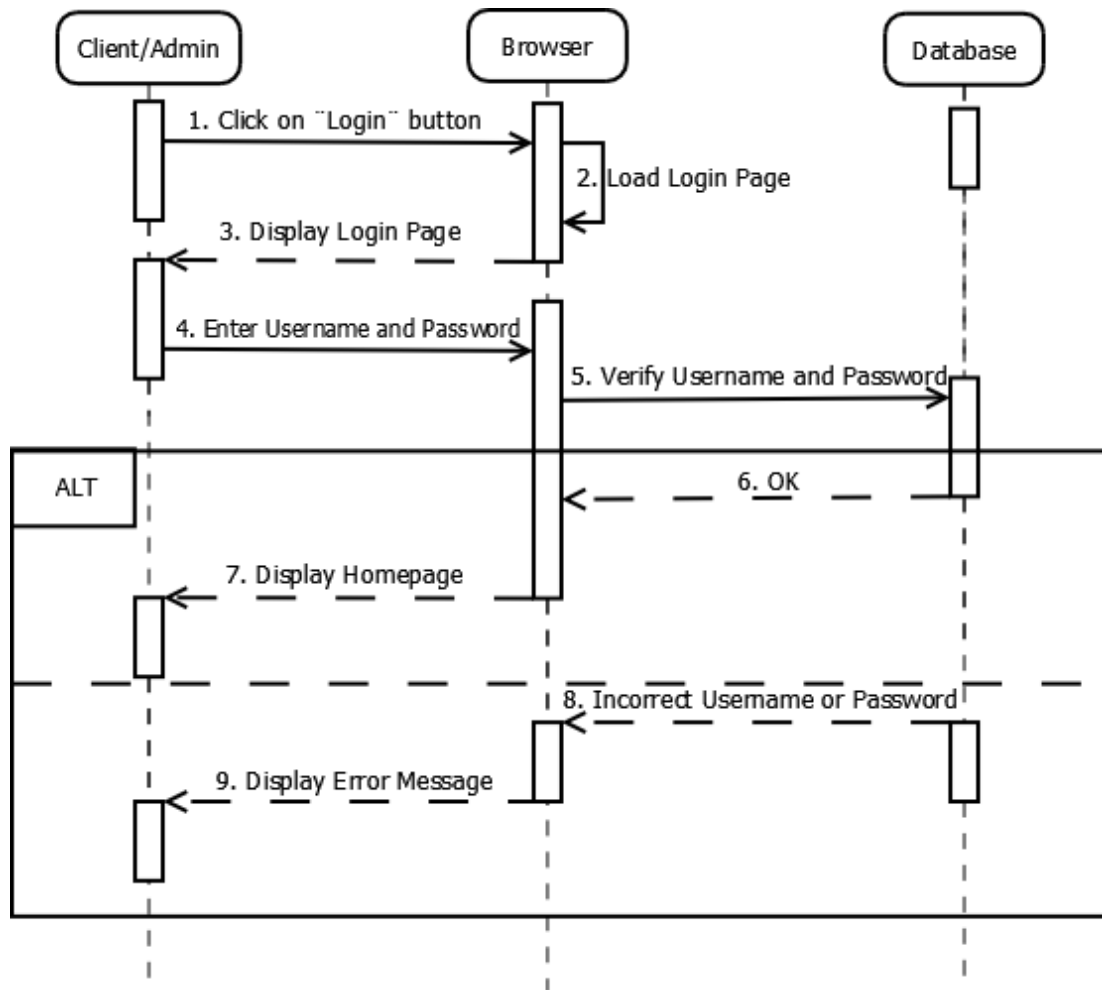 Client/Admin
Browser
Database
1. Click on ¨Login¨ button
2. Load Login Page
3. Display Login Page
4. Enter Username and Password
5. Verify Username and Password
ALT
6. OK
7. Display Homepage
8. Incorrect Username or Password
9. Display Error Message